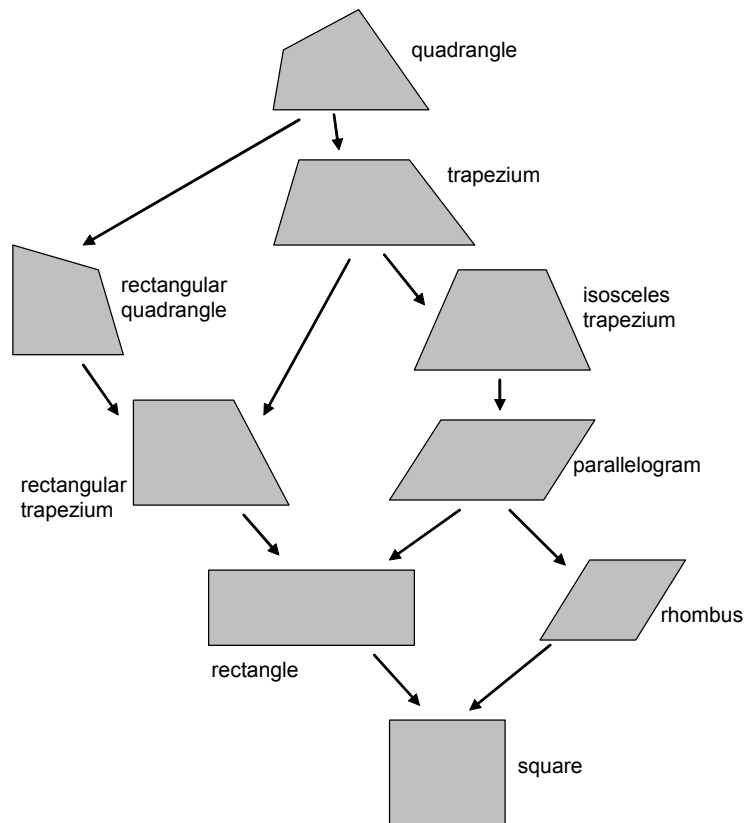 quadrangle
trapezium
rectangular
quadrangle
isosceles
trapezium
parallelogram
rectangular
trapezium
rhombus
rectangle
square